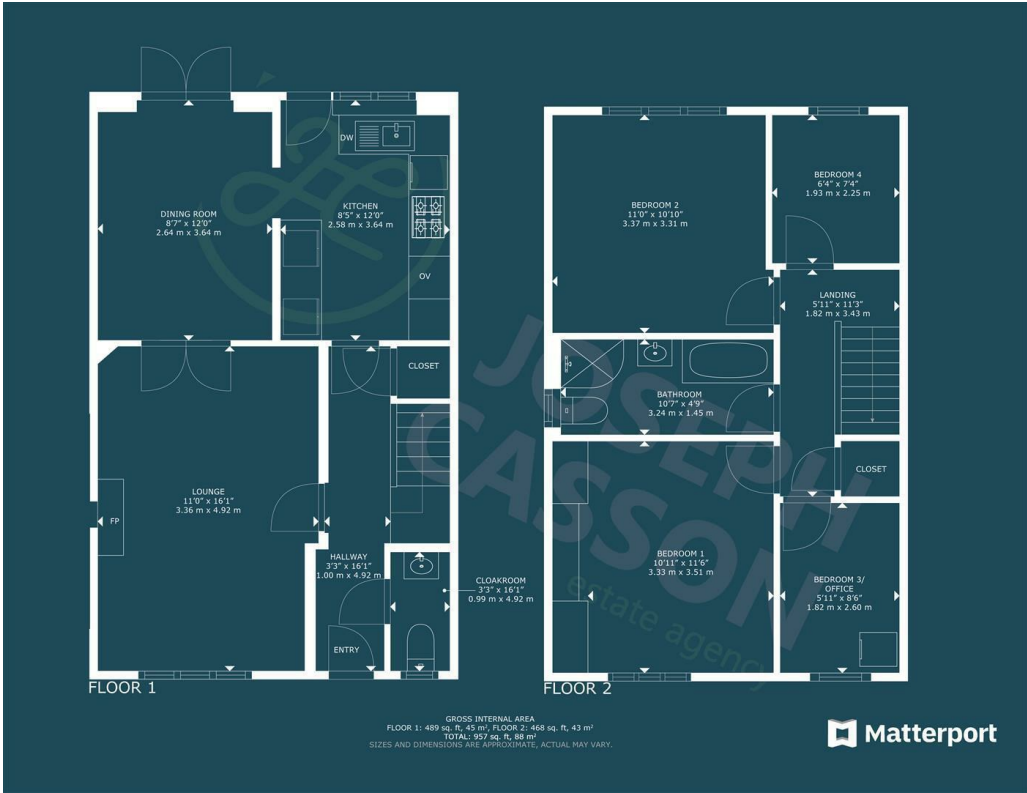 DINING ROOM
8'7" x 12'0"
2.64 m x 3.64 m
DW
KITCHEN
8'5" x 12'0"
2.58 m x 3.64 m
OV
LOUNGE
11'0" x 16'1"
3.36 m x 4.92 m
FP
CLOSET
HALLWAY
3'3" x 16'1"
1.00 m x 4.92 m
CLOAKROOM
3'3" x 16'1"
0.99 m x 4.92 m
ENTRY
FLOOR 1
BEDROOM 2
11'0" x 10'10"
3.37 m x 3.31 m
BEDROOM 4
6'4" x 7'4"
1.93 m x 2.25 m
LANDING
5'11" x 11'3"
1.82 m x 3.43 m
BATHROOM
10'7" x 4'9"
3.24 m x 1.45 m
CLOSET
BEDROOM 1
10'11" x 11'6"
3.33 m x 3.51 m
BEDROOM 3/
OFFICE
5'11" x 8'6"
1.82 m x 2.60 m
FLOOR 2
JOSEPH
CASSON
estate agency
GROSS INTERNAL AREA
FLOOR 1: 489 sq. ft, 45 m², FLOOR 2: 468 sq. ft, 43 m²
TOTAL: 957 sq. ft, 88 m²
SIZES AND DIMENSIONS ARE APPROXIMATE, ACTUAL MAY VARY.
Matterport